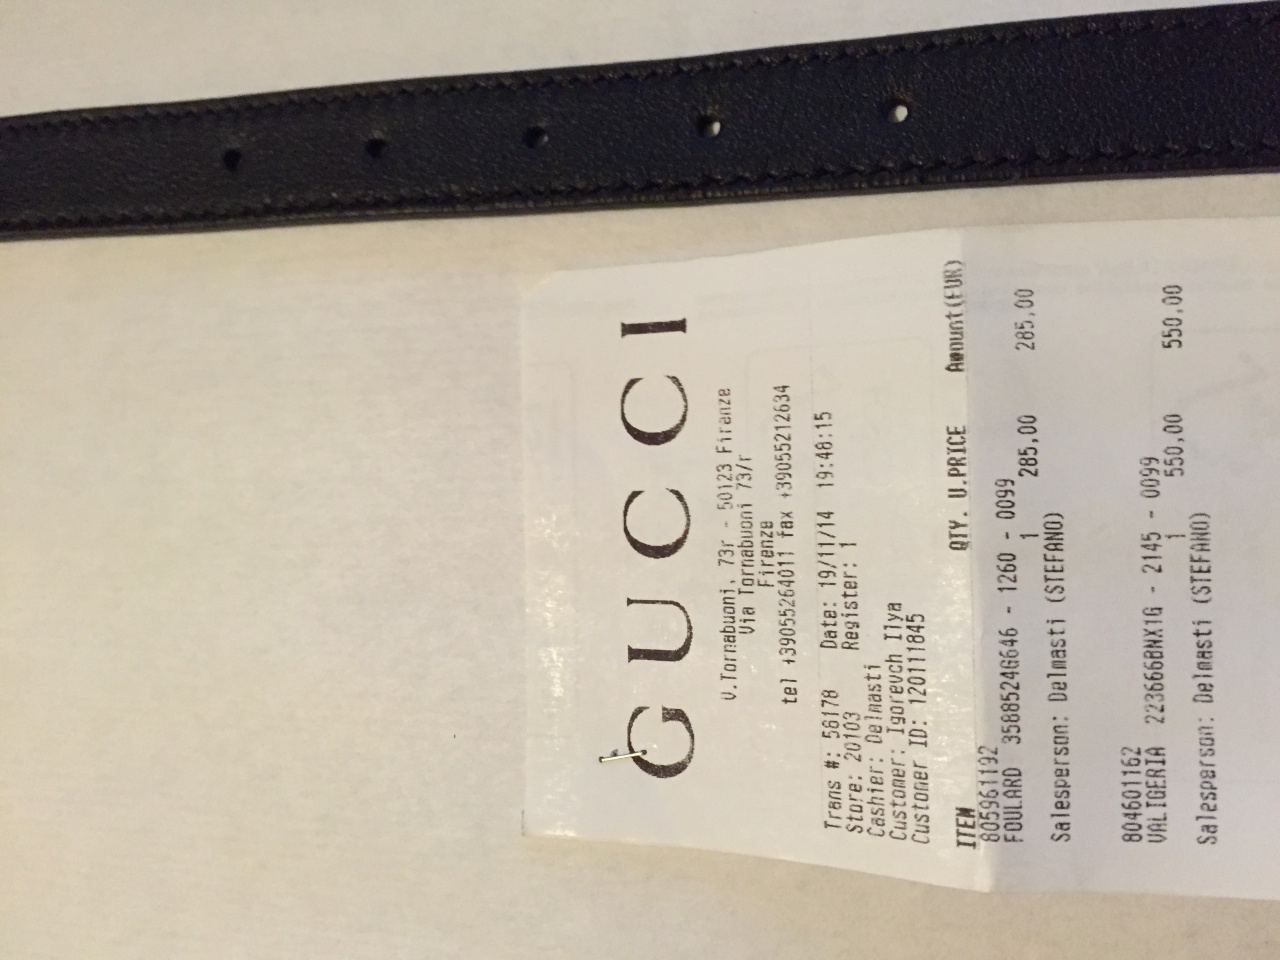 GUCCI
V.Tornabuoni, 73r - 50123 Firenze
Via Tornabuoni 73/r
Firenze
tel +39055264011 fax +39055212634
Trans #: 56178 Date: 19/11/14 19:48:15
Store: 20103 Register: 1
Cashier: Delmasti
Customer: Igorevch Ilya
Customer ID: 120111845
ITEM QTY. U.PRICE Amount(EUR)
805961192
FOULARD 3588524G646 - 1260 - 0099
1 285,00 285,00
Salesperson: Delmasti (STEFANO)
804601162
VALIGERIA 223666BNX1G - 2145 - 0099
1 550,00 550,00
Salesperson: Delmasti (STEFANO)